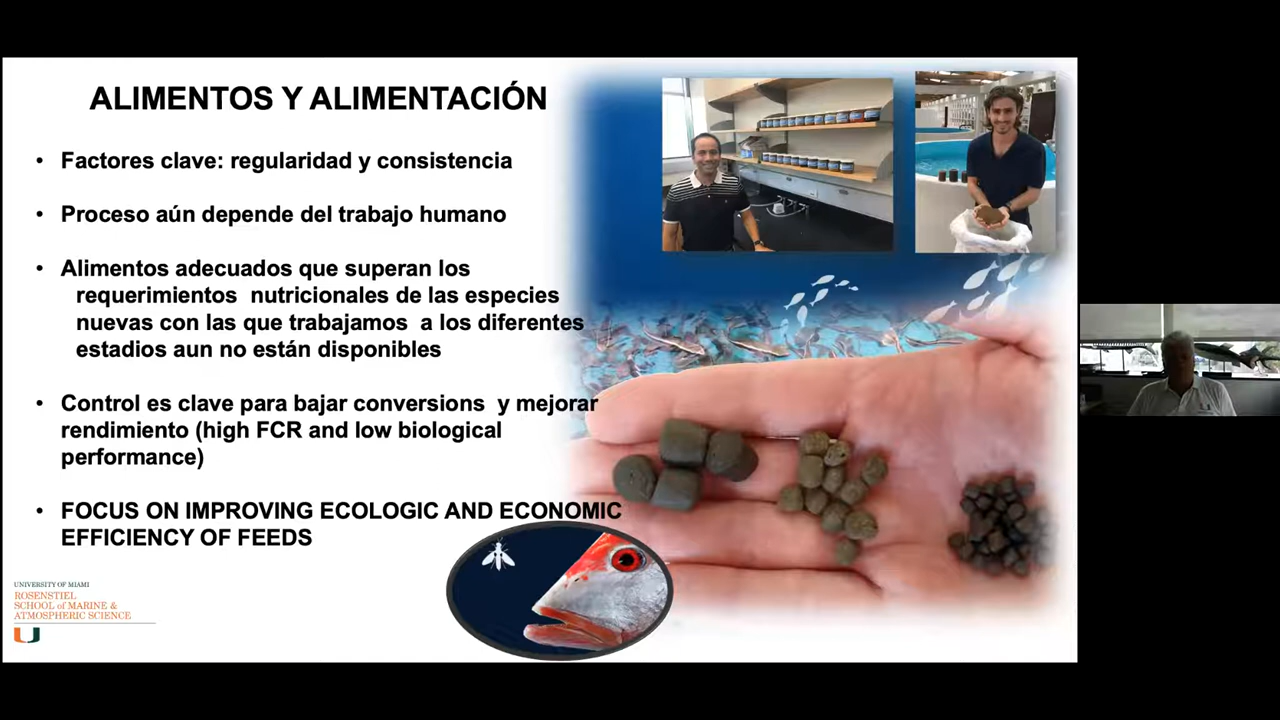 ALIMENTOS Y ALIMENTACIÓN
• Factores clave: regularidad y consistencia
• Proceso aún depende del trabajo humano
• Alimentos adecuados que superan los
requerimientos nutricionales de las especies
nuevas con las que trabajamos a los diferentes
estadios aun no están disponibles
• Control es clave para bajar conversions y mejorar
rendimiento (high FCR and low biological
performance)
• FOCUS ON IMPROVING ECOLOGIC AND ECONOMIC
EFFICIENCY OF FEEDS
UNIVERSITY OF MIAMI
ROSENSTIEL
SCHOOL of MARINE &
ATMOSPHERIC SCIENCE